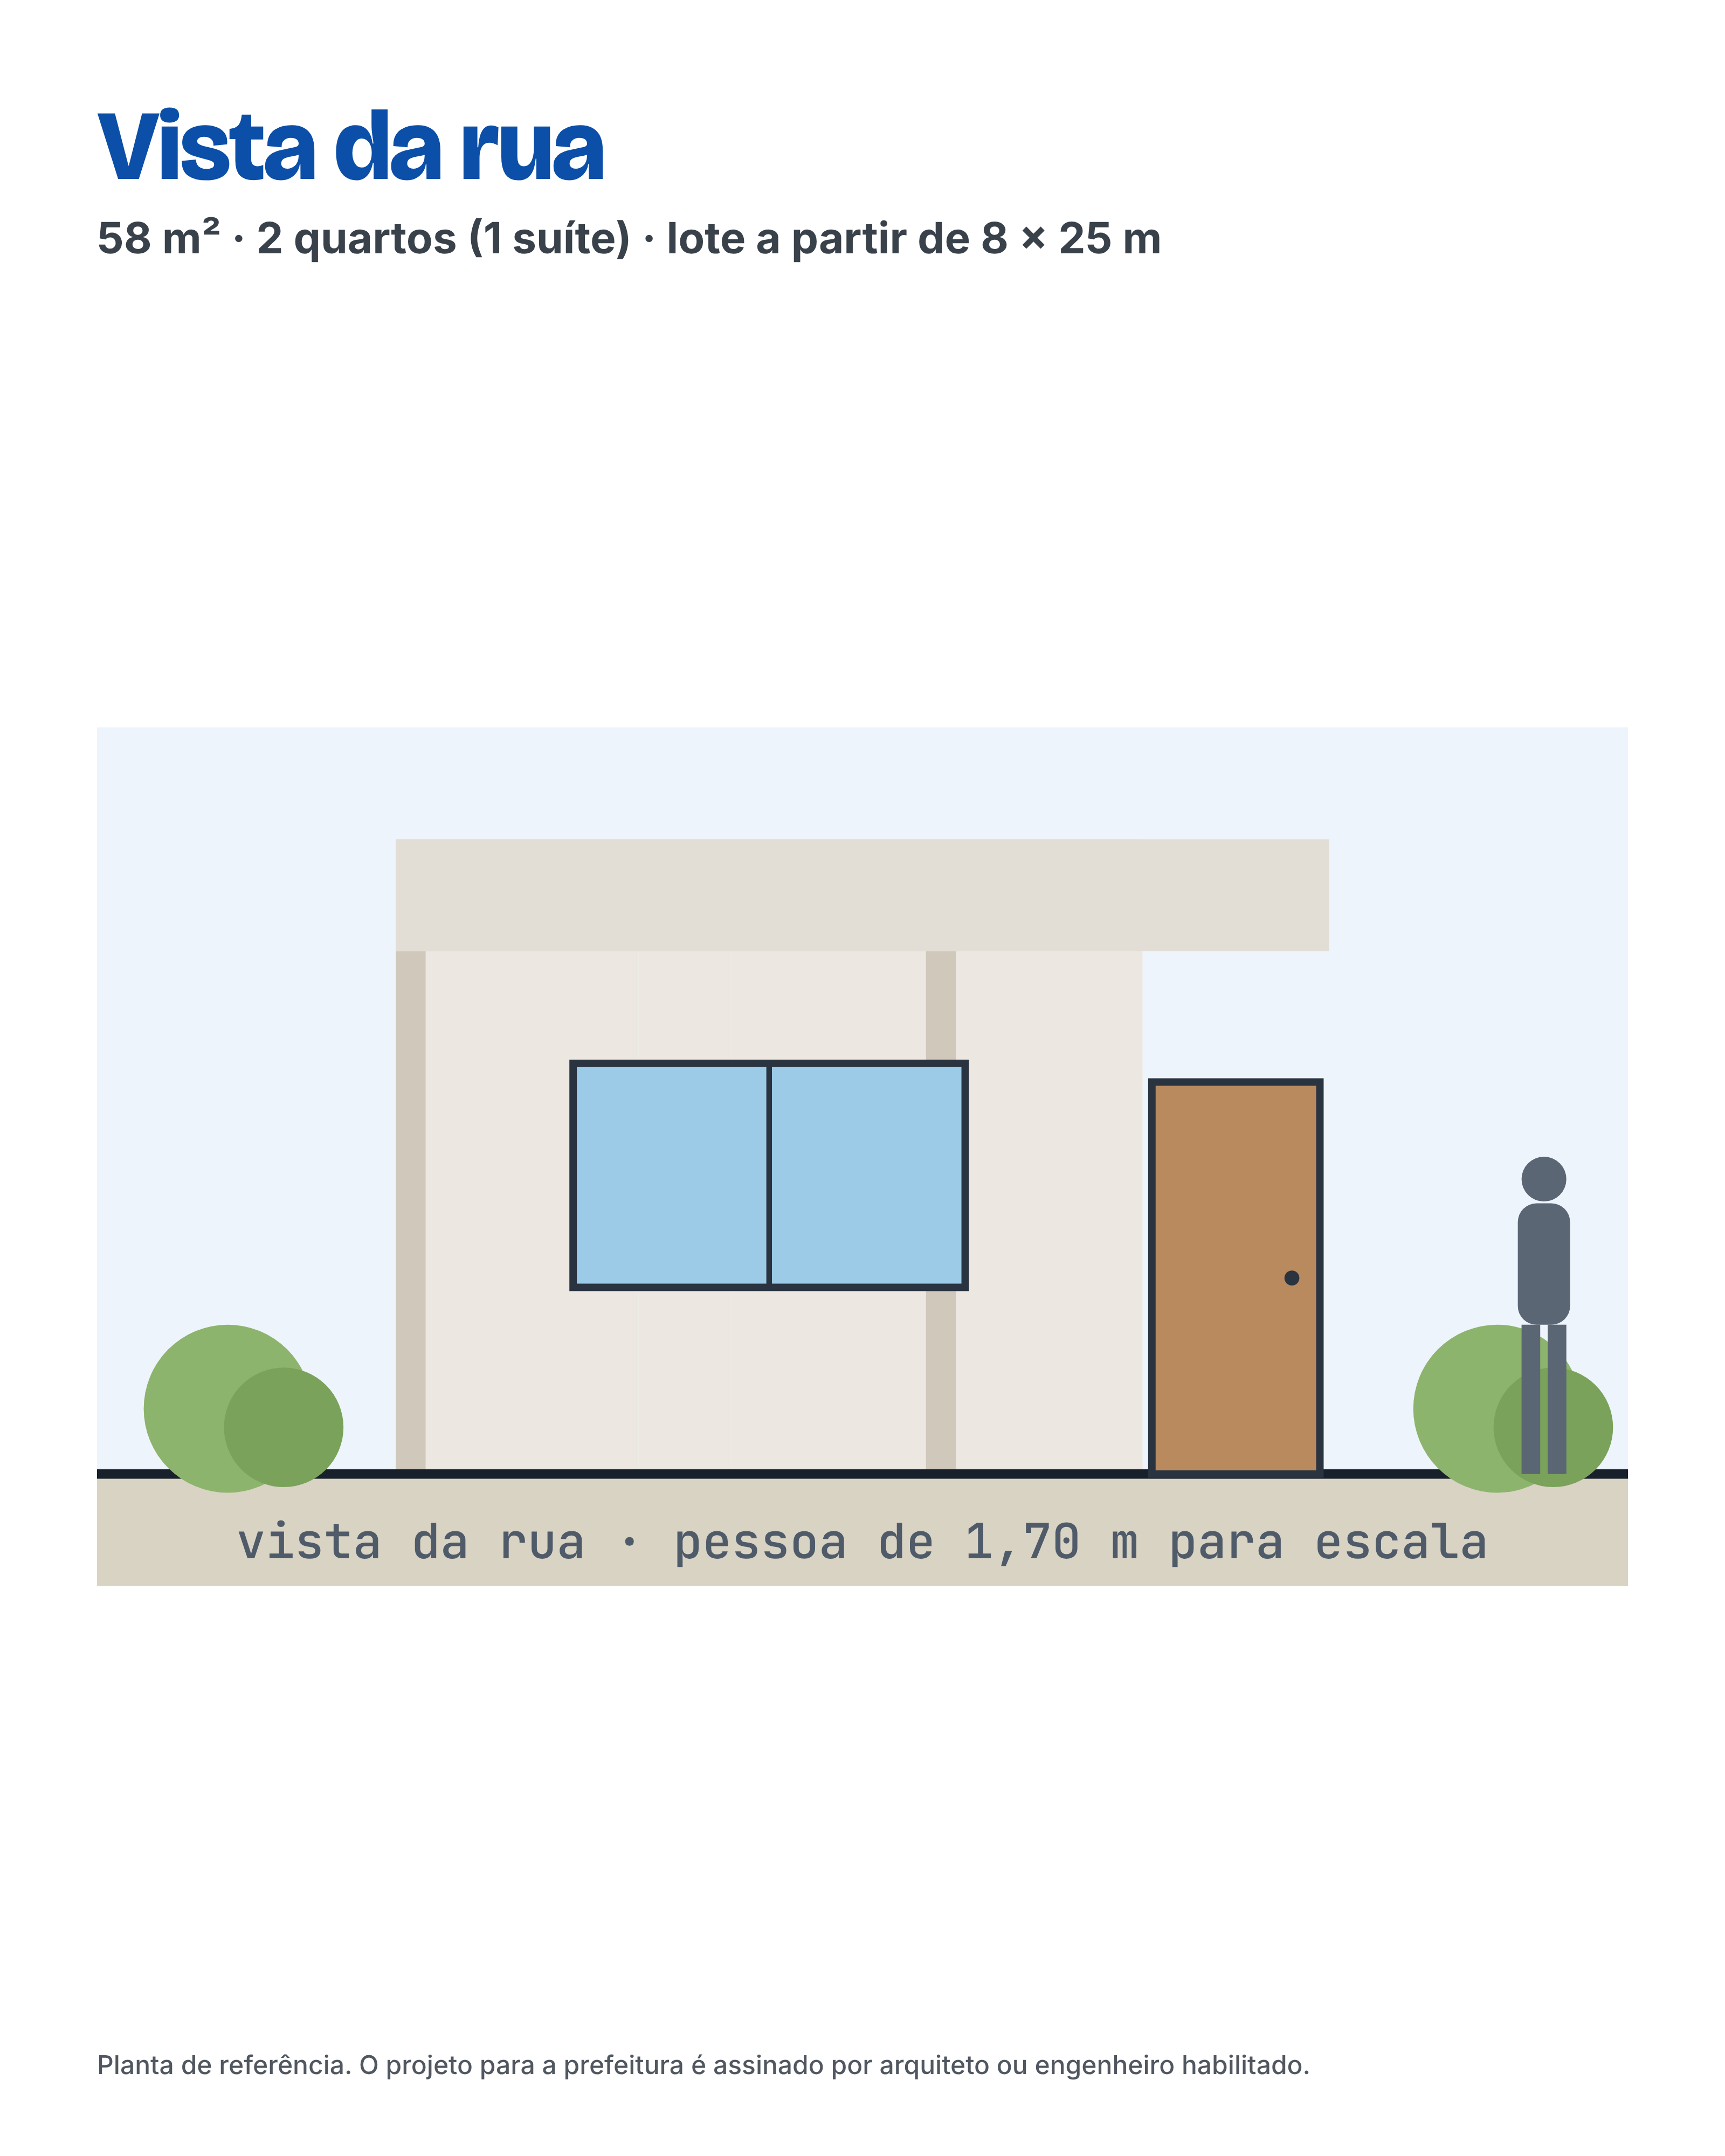 Vista da rua
58 m² · 2 quartos (1 suíte) · lote a partir de 8 × 25 m
vista da rua · pessoa de 1,70 m para escala
Planta de referência. O projeto para a prefeitura é assinado por arquiteto ou engenheiro habilitado.